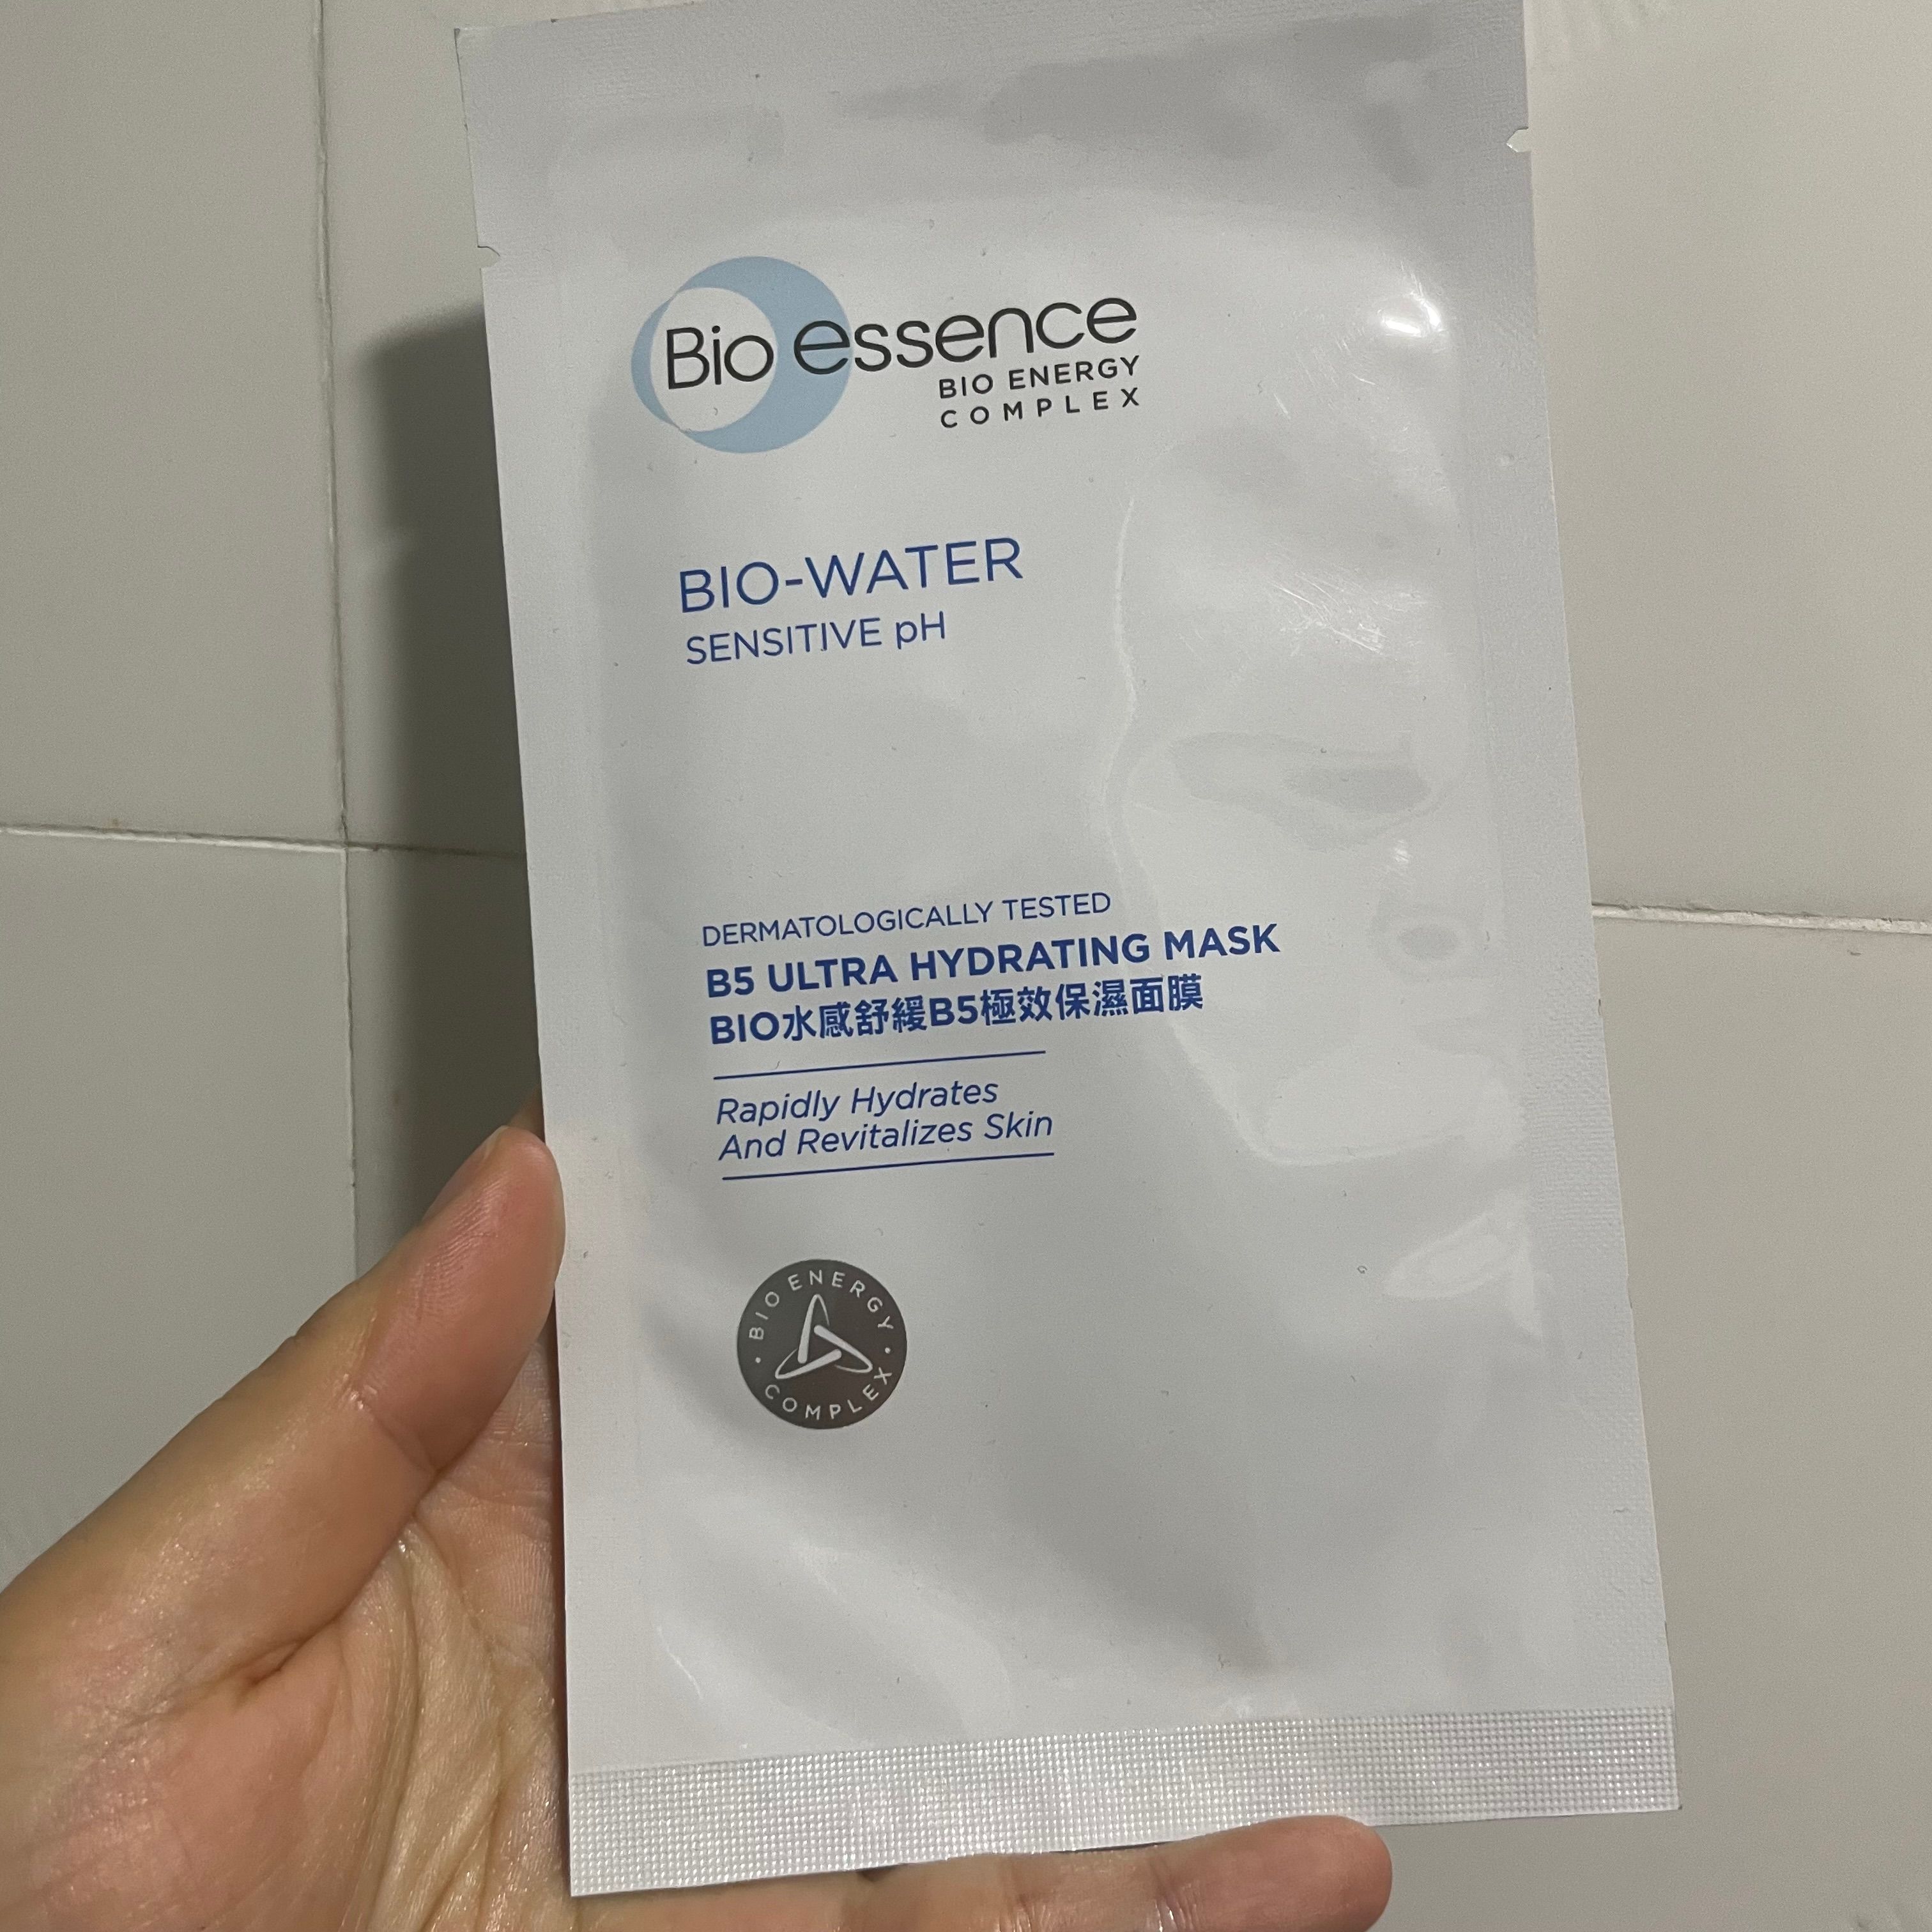 Bio essence
BIO ENERGY
COMPLEX
BIO-WATER
SENSITIVE pH
DERMATOLOGICALLY TESTED
B5 ULTRA HYDRATING MASK
BIO水感舒緩B5極效保濕面膜
Rapidly Hydrates
And Revitalizes Skin
BIO ENERGY
COMPLEX